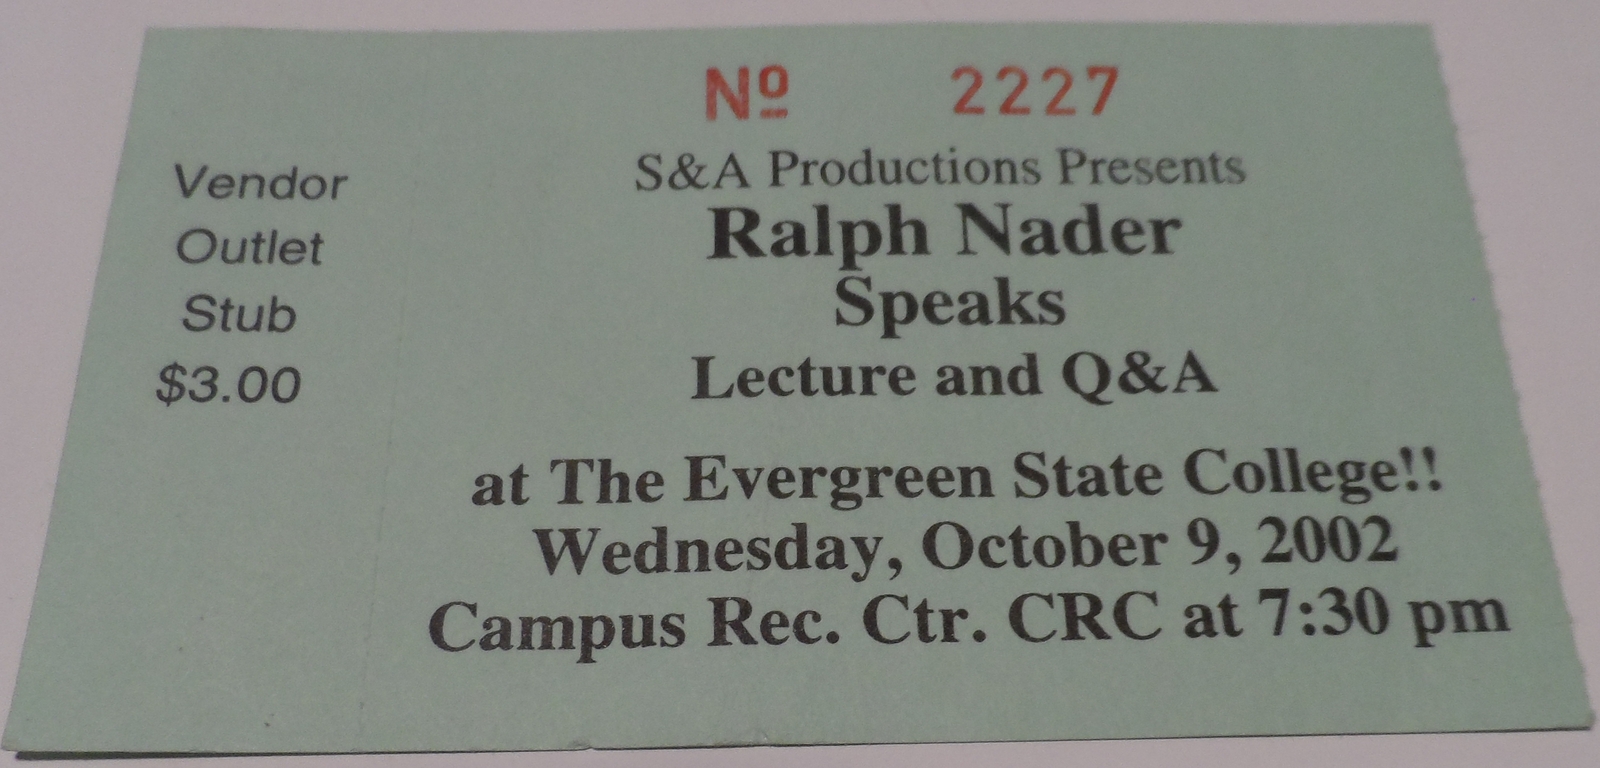 Nº 2227
Vendor
Outlet
Stub
$3.00
S&A Productions Presents
Ralph Nader
Speaks
Lecture and Q&A
at The Evergreen State College!!
Wednesday, October 9, 2002
Campus Rec. Ctr. CRC at 7:30 pm